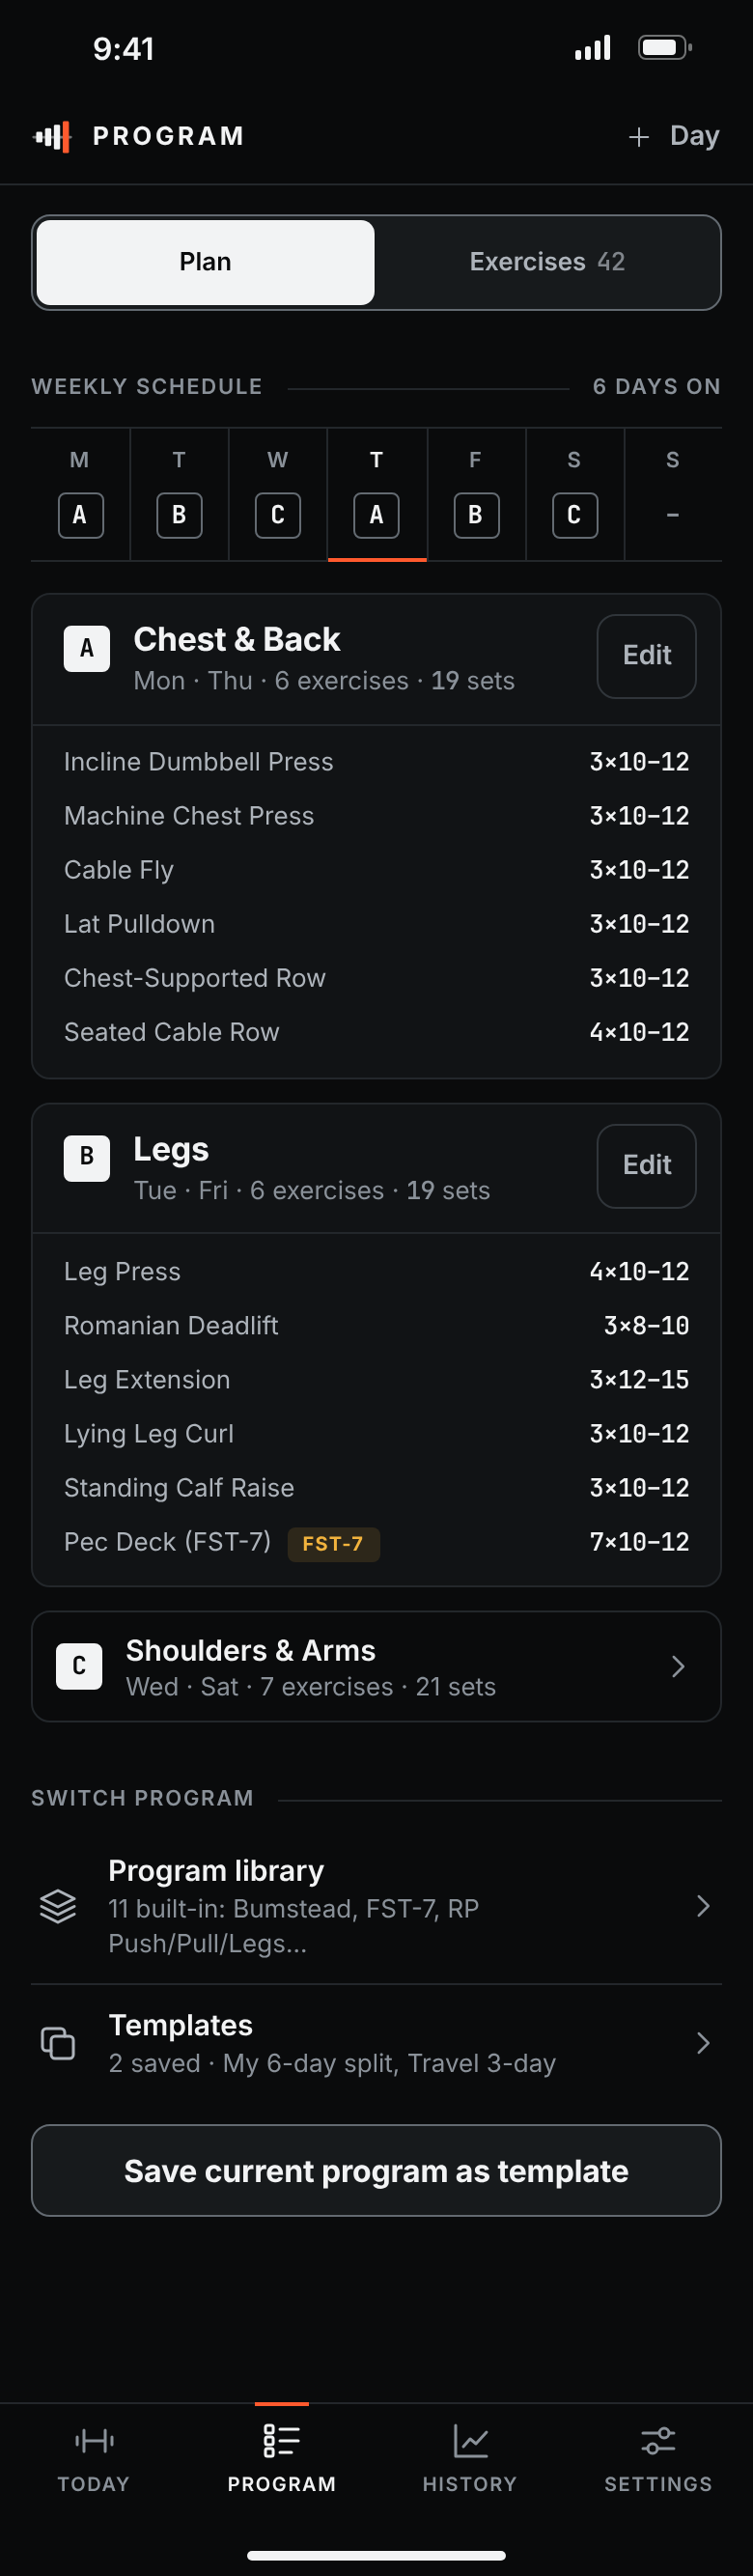 9:41
PROGRAM
+ Day
Plan
Exercises 42
WEEKLY SCHEDULE
6 DAYS ON
M T W T F S S
A B C A B C –
A
Chest & Back
Mon · Thu · 6 exercises · 19 sets
Edit
Incline Dumbbell Press 3×10–12
Machine Chest Press 3×10–12
Cable Fly 3×10–12
Lat Pulldown 3×10–12
Chest-Supported Row 3×10–12
Seated Cable Row 4×10–12
B
Legs
Tue · Fri · 6 exercises · 19 sets
Edit
Leg Press 4×10–12
Romanian Deadlift 3×8–10
Leg Extension 3×12–15
Lying Leg Curl 3×10–12
Standing Calf Raise 3×10–12
Pec Deck (FST-7) FST-7 7×10–12
C
Shoulders & Arms
Wed · Sat · 7 exercises · 21 sets
SWITCH PROGRAM
Program library
11 built-in: Bumstead, FST-7, RP
Push/Pull/Legs...
Templates
2 saved · My 6-day split, Travel 3-day
Save current program as template
TODAY PROGRAM HISTORY SETTINGS